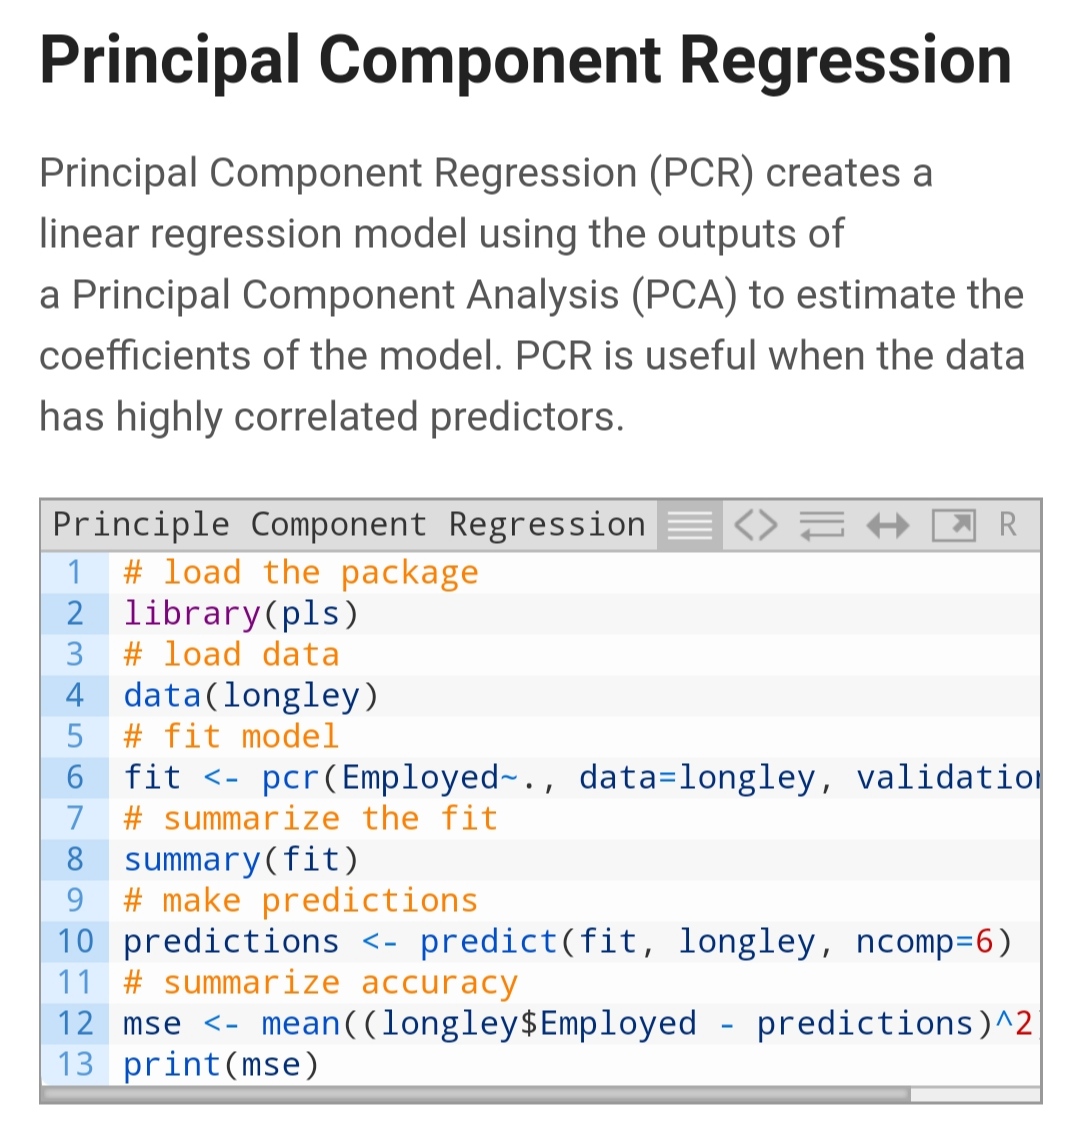 Principal Component Regression
Principal Component Regression (PCR) creates a
linear regression model using the outputs of
a Principal Component Analysis (PCA) to estimate the
coefficients of the model. PCR is useful when the data
has highly correlated predictors.
Principle Component Regression R
1 # load the package
2 library(pls)
3 # load data
4 data(longley)
5 # fit model
6 fit <- pcr(Employed~., data=longley, validation
7 # summarize the fit
8 summary(fit)
9 # make predictions
10 predictions <- predict(fit, longley, ncomp=6)
11 # summarize accuracy
12 mse <- mean((longley$Employed - predictions)^2
13 print(mse)